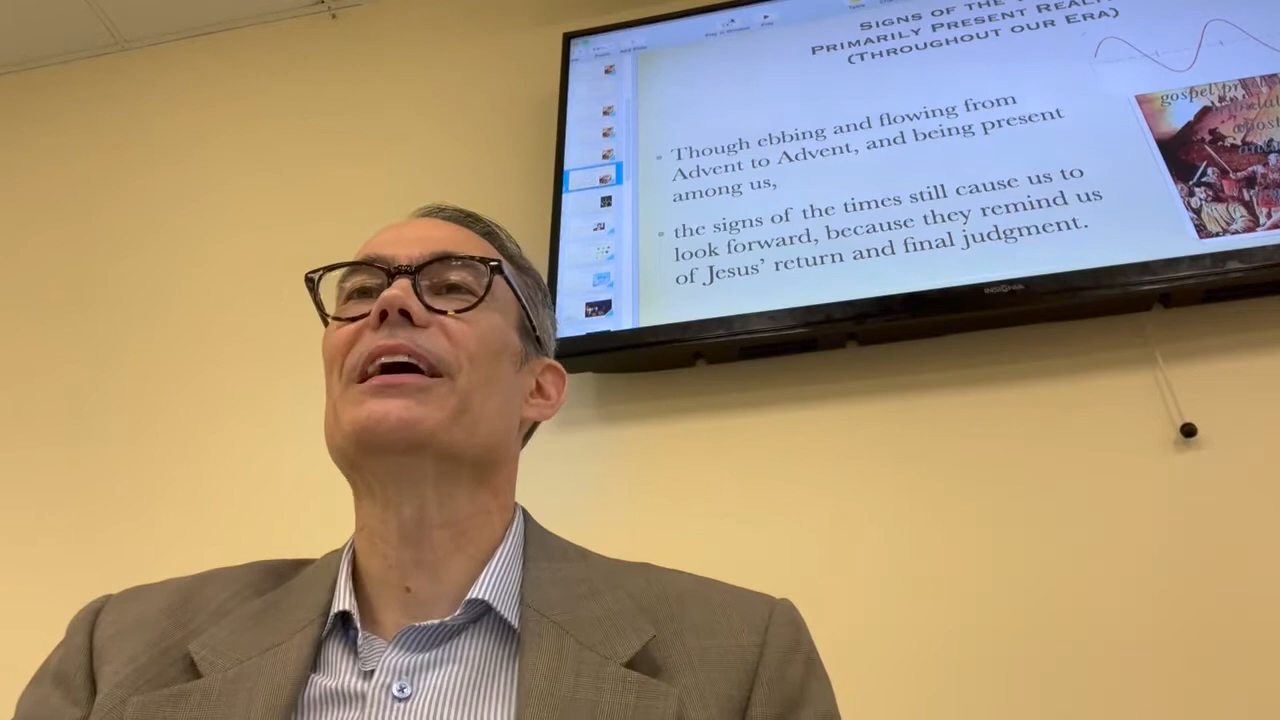 SIGNS OF THE
PRIMARILY PRESENT
(THROUGHOUT OUR ERA)
Though ebbing and flowing from
Advent to Advent, and being present
among us,
the signs of the times still cause us to
look forward, because they remind us
of Jesus' return and final judgment.
gospel
INSIGNIA